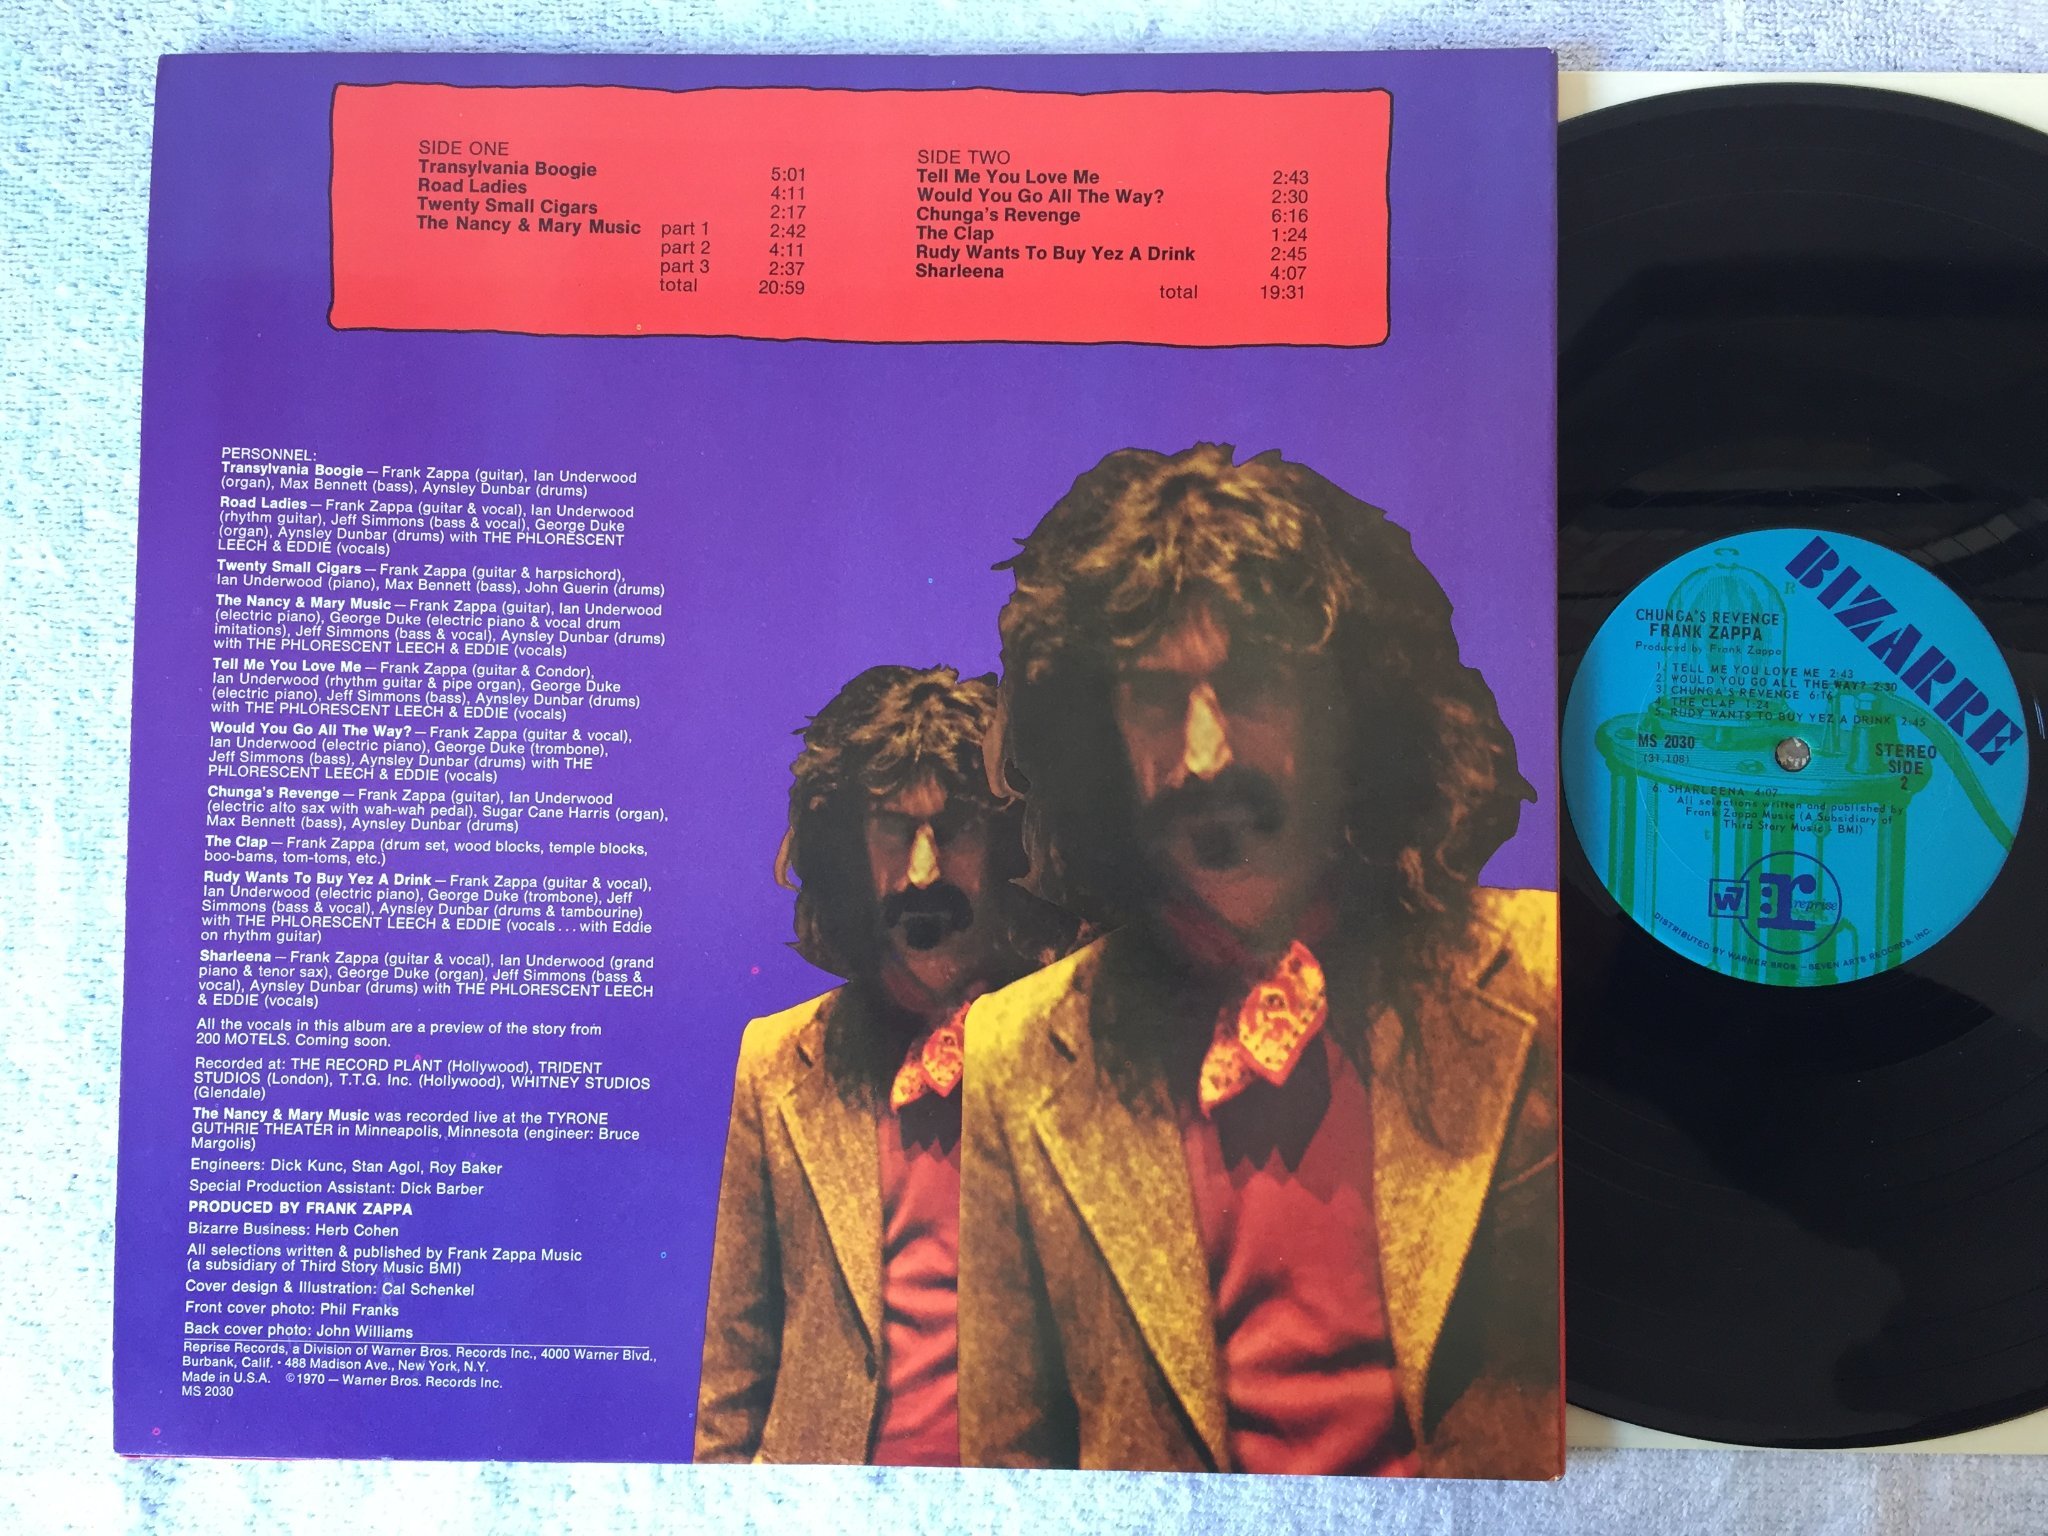 SIDE ONE
Transylvania Boogie 5:01
Road Ladies 4:11
Twenty Small Cigars 2:17
The Nancy & Mary Music part 1 2:42
part 2 4:11
part 3 2:37
total 20:59
SIDE TWO
Tell Me You Love Me 2:43
Would You Go All The Way? 2:30
Chunga's Revenge 6:16
The Clap 1:24
Rudy Wants To Buy Yez A Drink 2:45
Sharleena 4:07
total 19:31
PERSONNEL:
Transylvania Boogie — Frank Zappa (guitar), Ian Underwood
(organ), Max Bennett (bass), Aynsley Dunbar (drums)
Road Ladies — Frank Zappa (guitar & vocal), Ian Underwood
(rhythm guitar), Jeff Simmons (bass & vocal), George Duke
(organ), Aynsley Dunbar (drums) with THE PHLORESCENT
LEECH & EDDIE (vocals)
Twenty Small Cigars — Frank Zappa (guitar & harpsichord),
Ian Underwood (piano), Max Bennett (bass), John Guerin (drums)
The Nancy & Mary Music — Frank Zappa (guitar), Ian Underwood
(electric piano), George Duke (electric piano & vocal drum
imitations), Jeff Simmons (bass & vocal), Aynsley Dunbar (drums)
with THE PHLORESCENT LEECH & EDDIE (vocals)
Tell Me You Love Me — Frank Zappa (guitar & Condor),
Ian Underwood (rhythm guitar & pipe organ), George Duke
(electric piano), Jeff Simmons (bass), Aynsley Dunbar (drums)
with THE PHLORESCENT LEECH & EDDIE (vocals)
Would You Go All The Way? — Frank Zappa (guitar & vocal),
Ian Underwood (electric piano), George Duke (trombone),
Jeff Simmons (bass), Aynsley Dunbar (drums) with THE
PHLORESCENT LEECH & EDDIE (vocals)
Chunga's Revenge — Frank Zappa (guitar), Ian Underwood
(electric alto sax with wah-wah pedal), Sugar Cane Harris (organ),
Max Bennett (bass), Aynsley Dunbar (drums)
The Clap — Frank Zappa (drum set, wood blocks, temple blocks,
boo-bams, tom-toms, etc.)
Rudy Wants To Buy Yez A Drink — Frank Zappa (guitar & vocal),
Ian Underwood (electric piano), George Duke (trombone), Jeff
Simmons (bass & vocal), Aynsley Dunbar (drums & tambourine)
with THE PHLORESCENT LEECH & EDDIE (vocals ... with Eddie
on rhythm guitar)
Sharleena — Frank Zappa (guitar & vocal), Ian Underwood (grand
piano & tenor sax), George Duke (organ), Jeff Simmons (bass &
vocal), Aynsley Dunbar (drums) with THE PHLORESCENT LEECH
& EDDIE (vocals)
All the vocals in this album are a preview of the story from
200 MOTELS. Coming soon.
Recorded at: THE RECORD PLANT (Hollywood), TRIDENT
STUDIOS (London), T.T.G. Inc. (Hollywood), WHITNEY STUDIOS
(Glendale)
The Nancy & Mary Music was recorded live at the TYRONE
GUTHRIE THEATER in Minneapolis, Minnesota (engineer: Bruce
Margolis)
Engineers: Dick Kunc, Stan Agol, Roy Baker
Special Production Assistant: Dick Barber
PRODUCED BY FRANK ZAPPA
Bizarre Business: Herb Cohen
All selections written & published by Frank Zappa Music
(a subsidiary of Third Story Music BMI)
Cover design & Illustration: Cal Schenkel
Front cover photo: Phil Franks
Back cover photo: John Williams
Reprise Records, a Division of Warner Bros. Records Inc., 4000 Warner Blvd.,
Burbank, Calif. • 488 Madison Ave., New York, N.Y.
Made in U.S.A. ©1970 — Warner Bros. Records Inc.
MS 2030
BIZARRE
CHUNGA'S REVENGE
FRANK ZAPPA
Produced by Frank Zappa
1. TELL ME YOU LOVE ME 2:43
2. WOULD YOU GO ALL THE WAY? 2:30
3. CHUNGA'S REVENGE 6:16
4. THE CLAP 1:24
5. RUDY WANTS TO BUY YEZ A DRINK 2:45
MS 2030
(31,108)
STEREO
SIDE
2
6. SHARLEENA 4:07
All selections written and published by
Frank Zappa Music (A Subsidiary of
Third Story Music - BMI)
W7
r:
reprise
DISTRIBUTED BY WARNER BROS. - SEVEN ARTS RECORDS, INC.